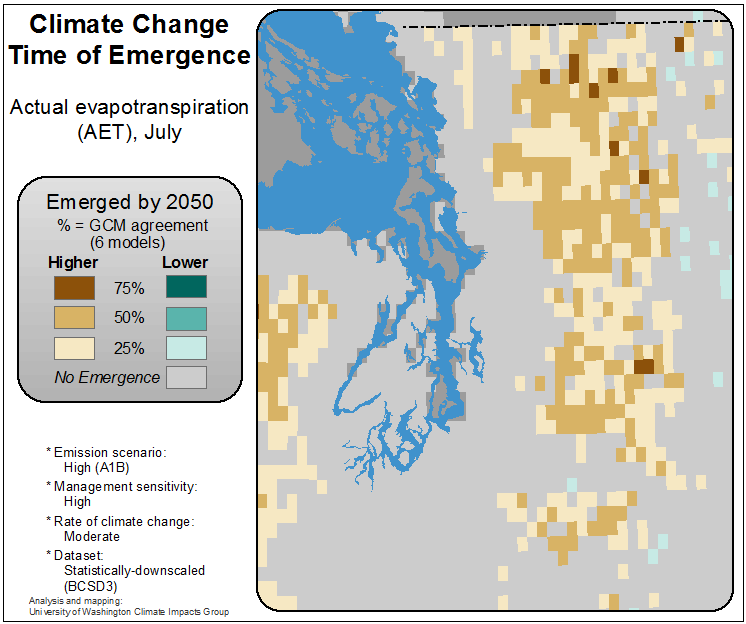 Climate Change
Time of Emergence
Actual evapotranspiration
(AET), July
Emerged by 2050
% = GCM agreement
(6 models)
Higher Lower
75%
50%
25%
No Emergence
* Emission scenario:
High (A1B)
* Management sensitivity:
High
* Rate of climate change:
Moderate
* Dataset:
Statistically-downscaled
(BCSD3)
Analysis and mapping:
University of Washington Climate Impacts Group